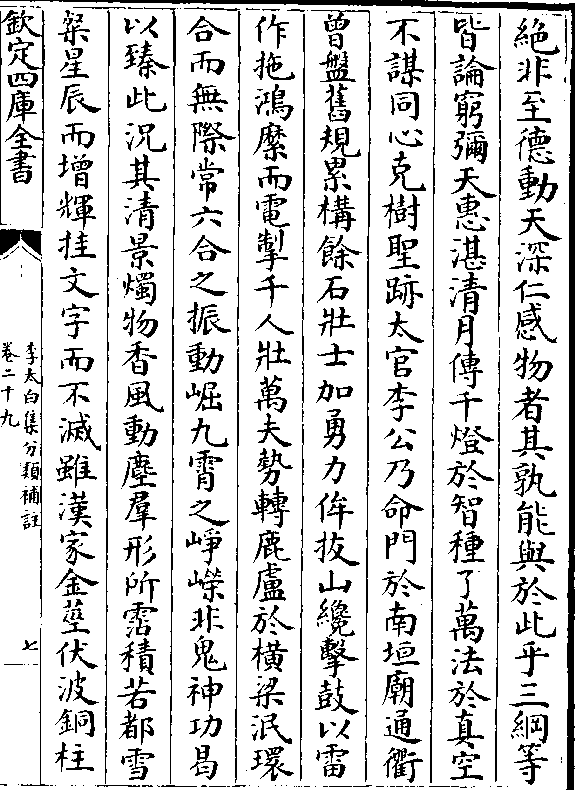 絶非至德動天深仁感物者其孰能與於此乎三綱等
皆論窮彌天惠湛清月傳千燈於智種了萬法於真空
不謀同心克樹聖跡太官李公乃命門於南垣廟通衢
曾盤舊規累構餘石壯士加勇力侔拔山纔擊鼓以雷
作拖鴻縻而電掣千人壯萬夫勢轉鹿盧於橫梁泯環
合而無際常六合之振動崛九霄之崢嶸非鬼神功曷
以臻此況其清景燭物香風動塵羣形所霑積若都雪
粲星辰而增輝挂文字而不滅雖漢家金莖伏波銅柱
欽定四庫全書
李太白集分類補註
卷二十九
七